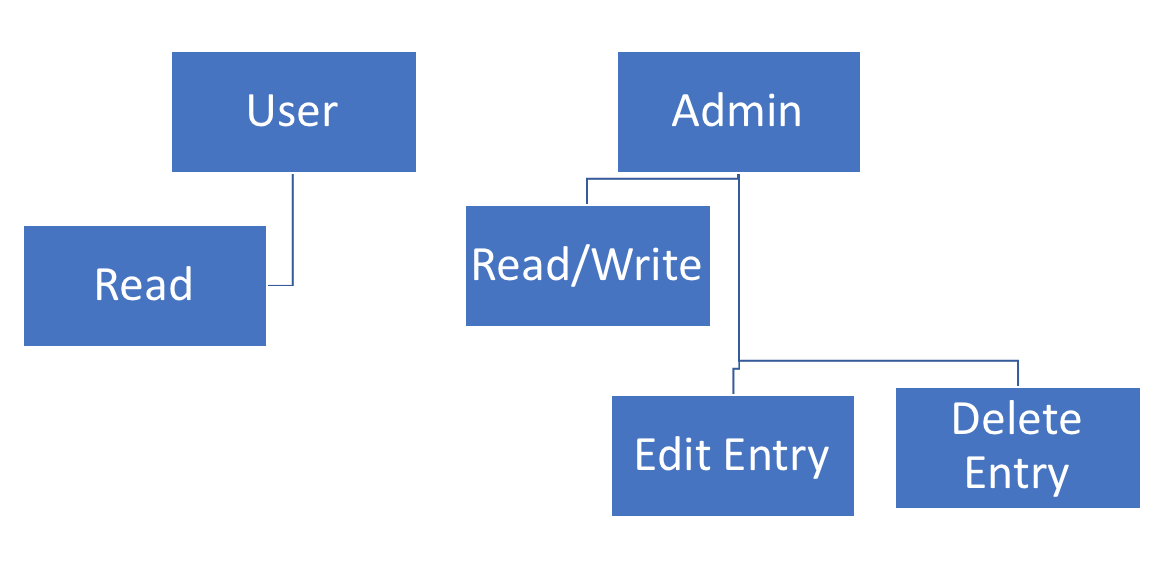 User
Admin
Read
Read/Write
Edit Entry
Delete
Entry